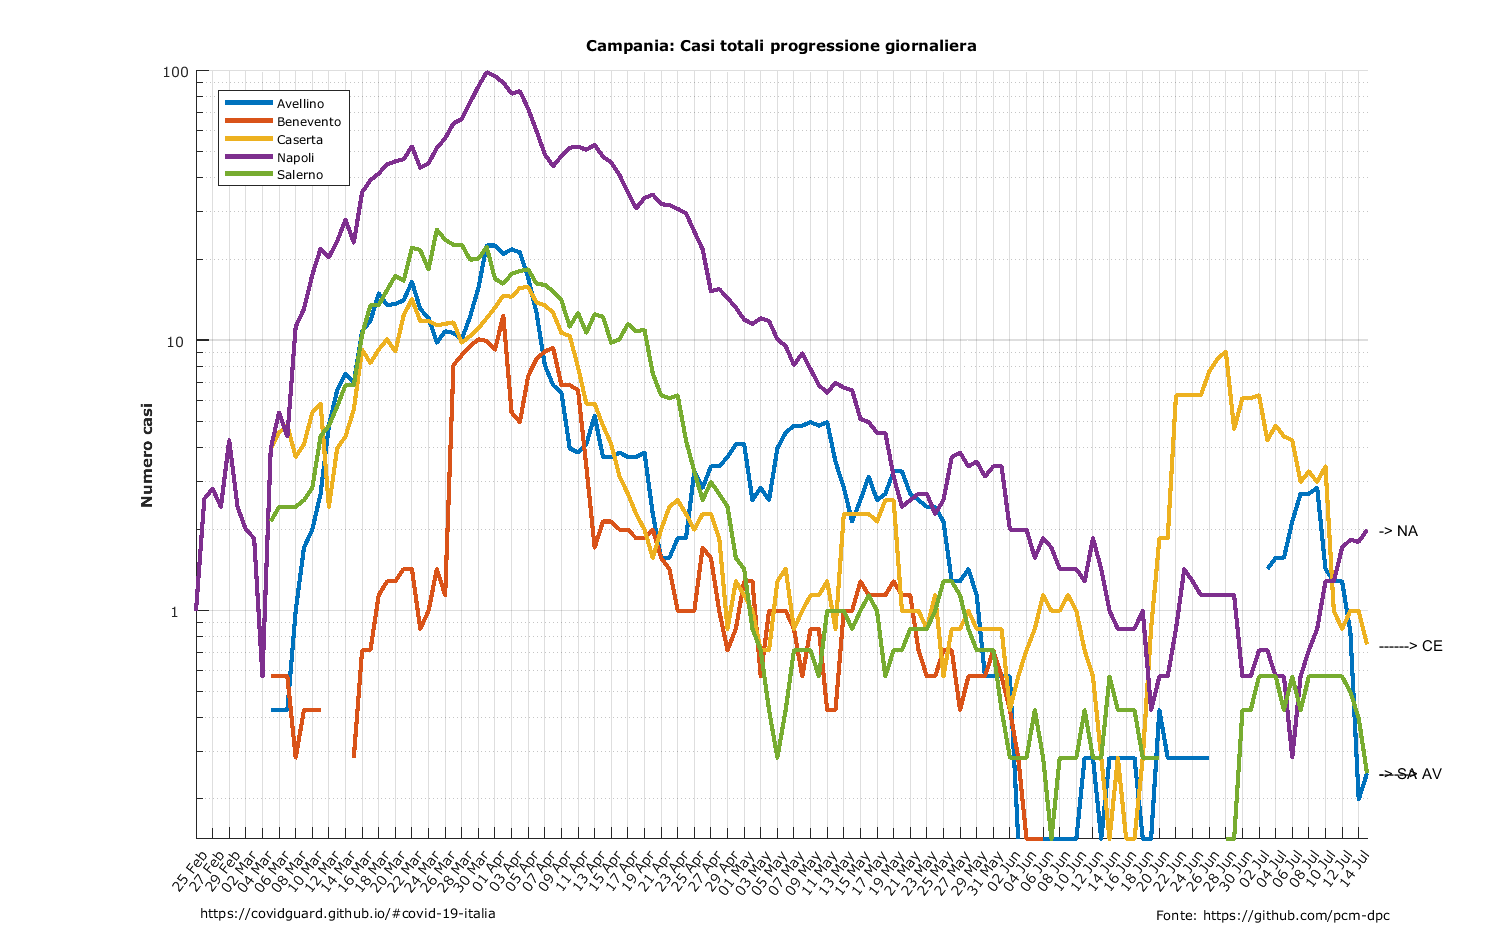 Campania: Casi totali progressione giornaliera
Numero casi
100
10
1
Avellino
Benevento
Caserta
Napoli
Salerno
-> NA
------> CE
-> SA
AV
25 Feb
27 Feb
29 Feb
02 Mar
04 Mar
06 Mar
08 Mar
10 Mar
12 Mar
14 Mar
16 Mar
18 Mar
20 Mar
22 Mar
24 Mar
26 Mar
28 Mar
30 Mar
01 Apr
03 Apr
05 Apr
07 Apr
09 Apr
11 Apr
13 Apr
15 Apr
17 Apr
19 Apr
21 Apr
23 Apr
25 Apr
27 Apr
29 Apr
01 May
03 May
05 May
07 May
09 May
11 May
13 May
15 May
17 May
19 May
21 May
23 May
25 May
27 May
29 May
31 May
02 Jun
04 Jun
06 Jun
08 Jun
10 Jun
12 Jun
14 Jun
16 Jun
18 Jun
20 Jun
22 Jun
24 Jun
26 Jun
28 Jun
30 Jun
02 Jul
04 Jul
06 Jul
08 Jul
10 Jul
12 Jul
14 Jul
https://covidguard.github.io/#covid-19-italia
Fonte: https://github.com/pcm-dpc